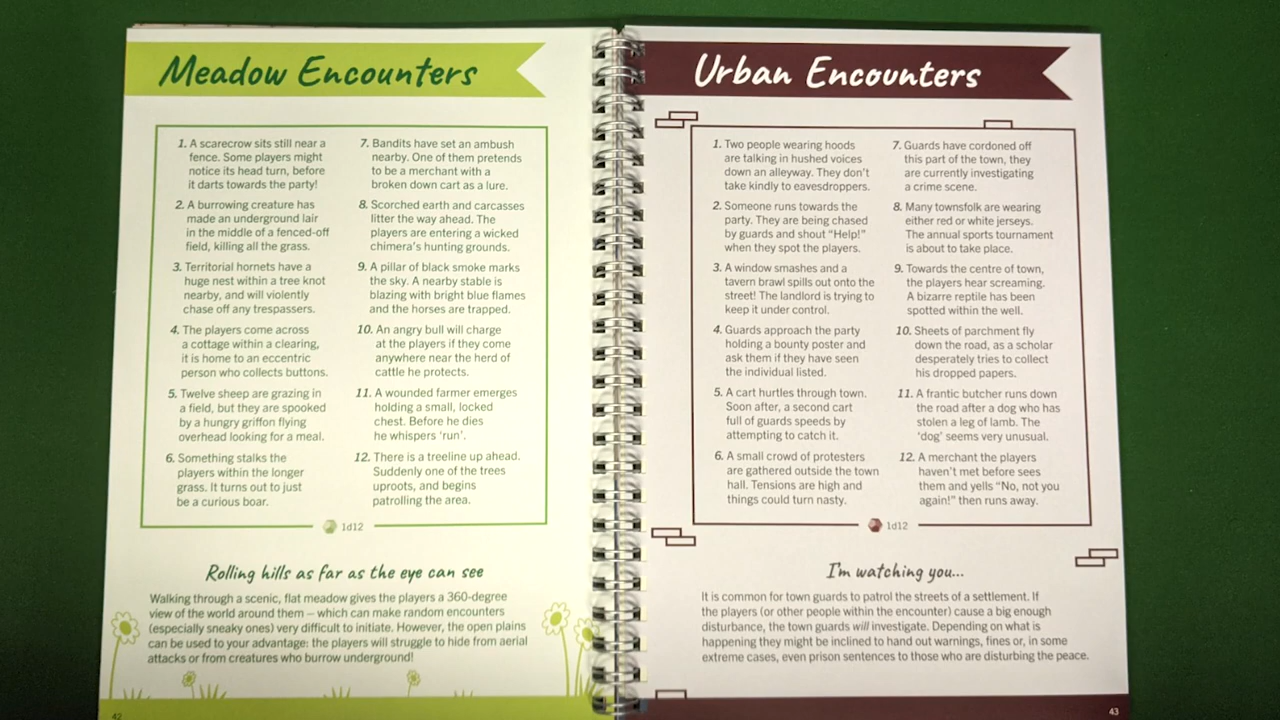 Meadow Encounters
1. A scarecrow sits still near a
fence. Some players might
notice its head turn, before
it darts towards the party!
2. A burrowing creature has
made an underground lair
in the middle of a fenced-off
field, killing all the grass.
3. Territorial hornets have a
huge nest within a tree knot
nearby, and will violently
chase off any trespassers.
4. The players come across
a cottage within a clearing,
it is home to an eccentric
person who collects buttons.
5. Twelve sheep are grazing in
a field, but they are spooked
by a hungry griffon flying
overhead looking for a meal.
6. Something stalks the
players within the longer
grass. It turns out to just
be a curious boar.
7. Bandits have set an ambush
nearby. One of them pretends
to be a merchant with a
broken down cart as a lure.
8. Scorched earth and carcasses
litter the way ahead. The
players are entering a wicked
chimera's hunting grounds.
9. A pillar of black smoke marks
the sky. A nearby stable is
blazing with bright blue flames
and the horses are trapped.
10. An angry bull will charge
at the players if they come
anywhere near the herd of
cattle he protects.
11. A wounded farmer emerges
holding a small, locked
chest. Before he dies
he whispers 'run'.
12. There is a treeline up ahead.
Suddenly one of the trees
uproots, and begins
patrolling the area.
1d12
Rolling hills as far as the eye can see
Walking through a scenic, flat meadow gives the players a 360-degree
view of the world around them – which can make random encounters
(especially sneaky ones) very difficult to initiate. However, the open plains
can be used to your advantage: the players will struggle to hide from aerial
attacks or from creatures who burrow underground!
42
Urban Encounters
1. Two people wearing hoods
are talking in hushed voices
down an alleyway. They don't
take kindly to eavesdroppers.
2. Someone runs towards the
party. They are being chased
by guards and shout "Help!"
when they spot the players.
3. A window smashes and a
tavern brawl spills out onto the
street! The landlord is trying to
keep it under control.
4. Guards approach the party
holding a bounty poster and
ask them if they have seen
the individual listed.
5. A cart hurtles through town.
Soon after, a second cart
full of guards speeds by
attempting to catch it.
6. A small crowd of protesters
are gathered outside the town
hall. Tensions are high and
things could turn nasty.
7. Guards have cordoned off
this part of the town, they
are currently investigating
a crime scene.
8. Many townsfolk are wearing
either red or white jerseys.
The annual sports tournament
is about to take place.
9. Towards the centre of town,
the players hear screaming.
A bizarre reptile has been
spotted within the well.
10. Sheets of parchment fly
down the road, as a scholar
desperately tries to collect
his dropped papers.
11. A frantic butcher runs down
the road after a dog who has
stolen a leg of lamb. The
'dog' seems very unusual.
12. A merchant the players
haven't met before sees
them and yells "No, not you
again!" then runs away.
1d12
I'm watching you...
It is common for town guards to patrol the streets of a settlement. If
the players (or other people within the encounter) cause a big enough
disturbance, the town guards will investigate. Depending on what is
happening they might be inclined to hand out warnings, fines or, in some
extreme cases, even prison sentences to those who are disturbing the peace.
43